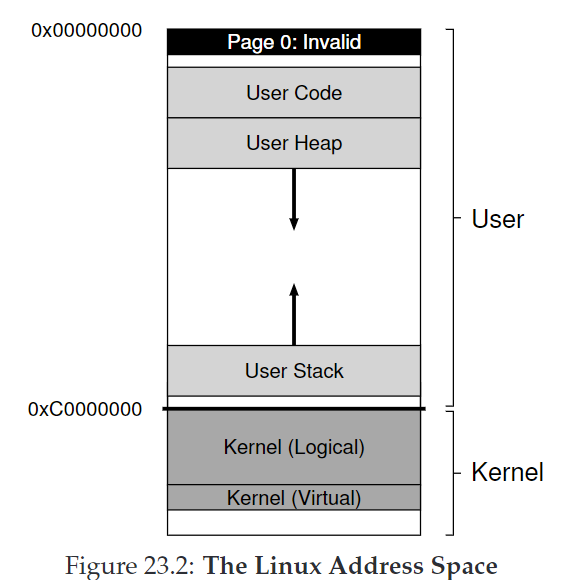 0x00000000
Page 0: Invalid
User Code
User Heap
User
User Stack
0xC0000000
Kernel (Logical)
Kernel
Kernel (Virtual)
Figure 23.2: The Linux Address Space